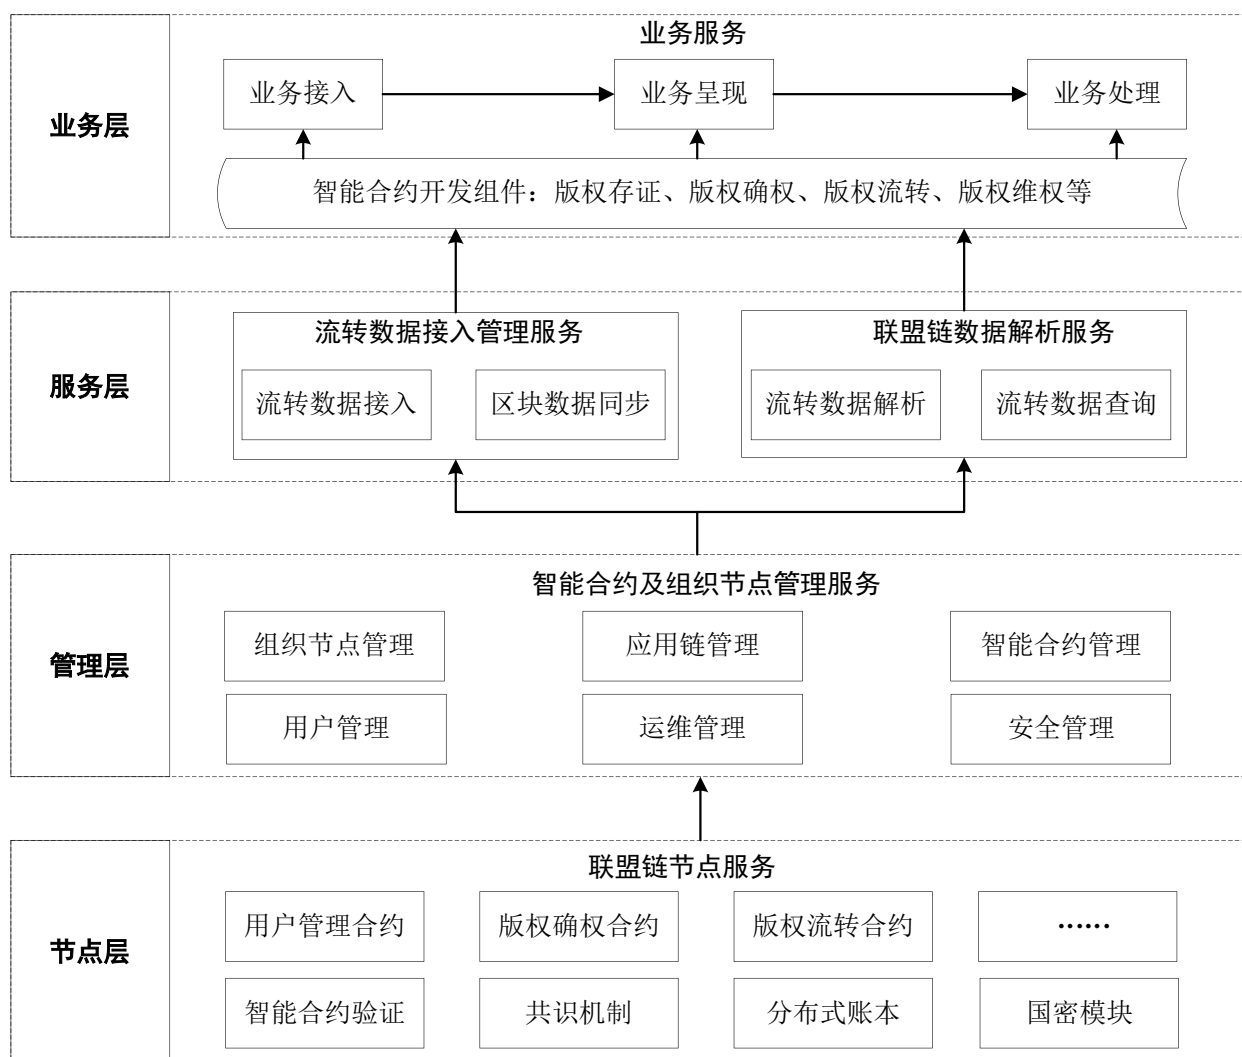 业务服务
业务层
业务接入
业务呈现
业务处理
智能合约开发组件：版权存证、版权确权、版权流转、版权维权等
服务层
流转数据接入管理服务
流转数据接入
区块数据同步
联盟链数据解析服务
流转数据解析
流转数据查询
管理层
智能合约及组织节点管理服务
组织节点管理
应用链管理
智能合约管理
用户管理
运维管理
安全管理
节点层
联盟链节点服务
用户管理合约
版权确权合约
版权流转合约
……
智能合约验证
共识机制
分布式账本
国密模块